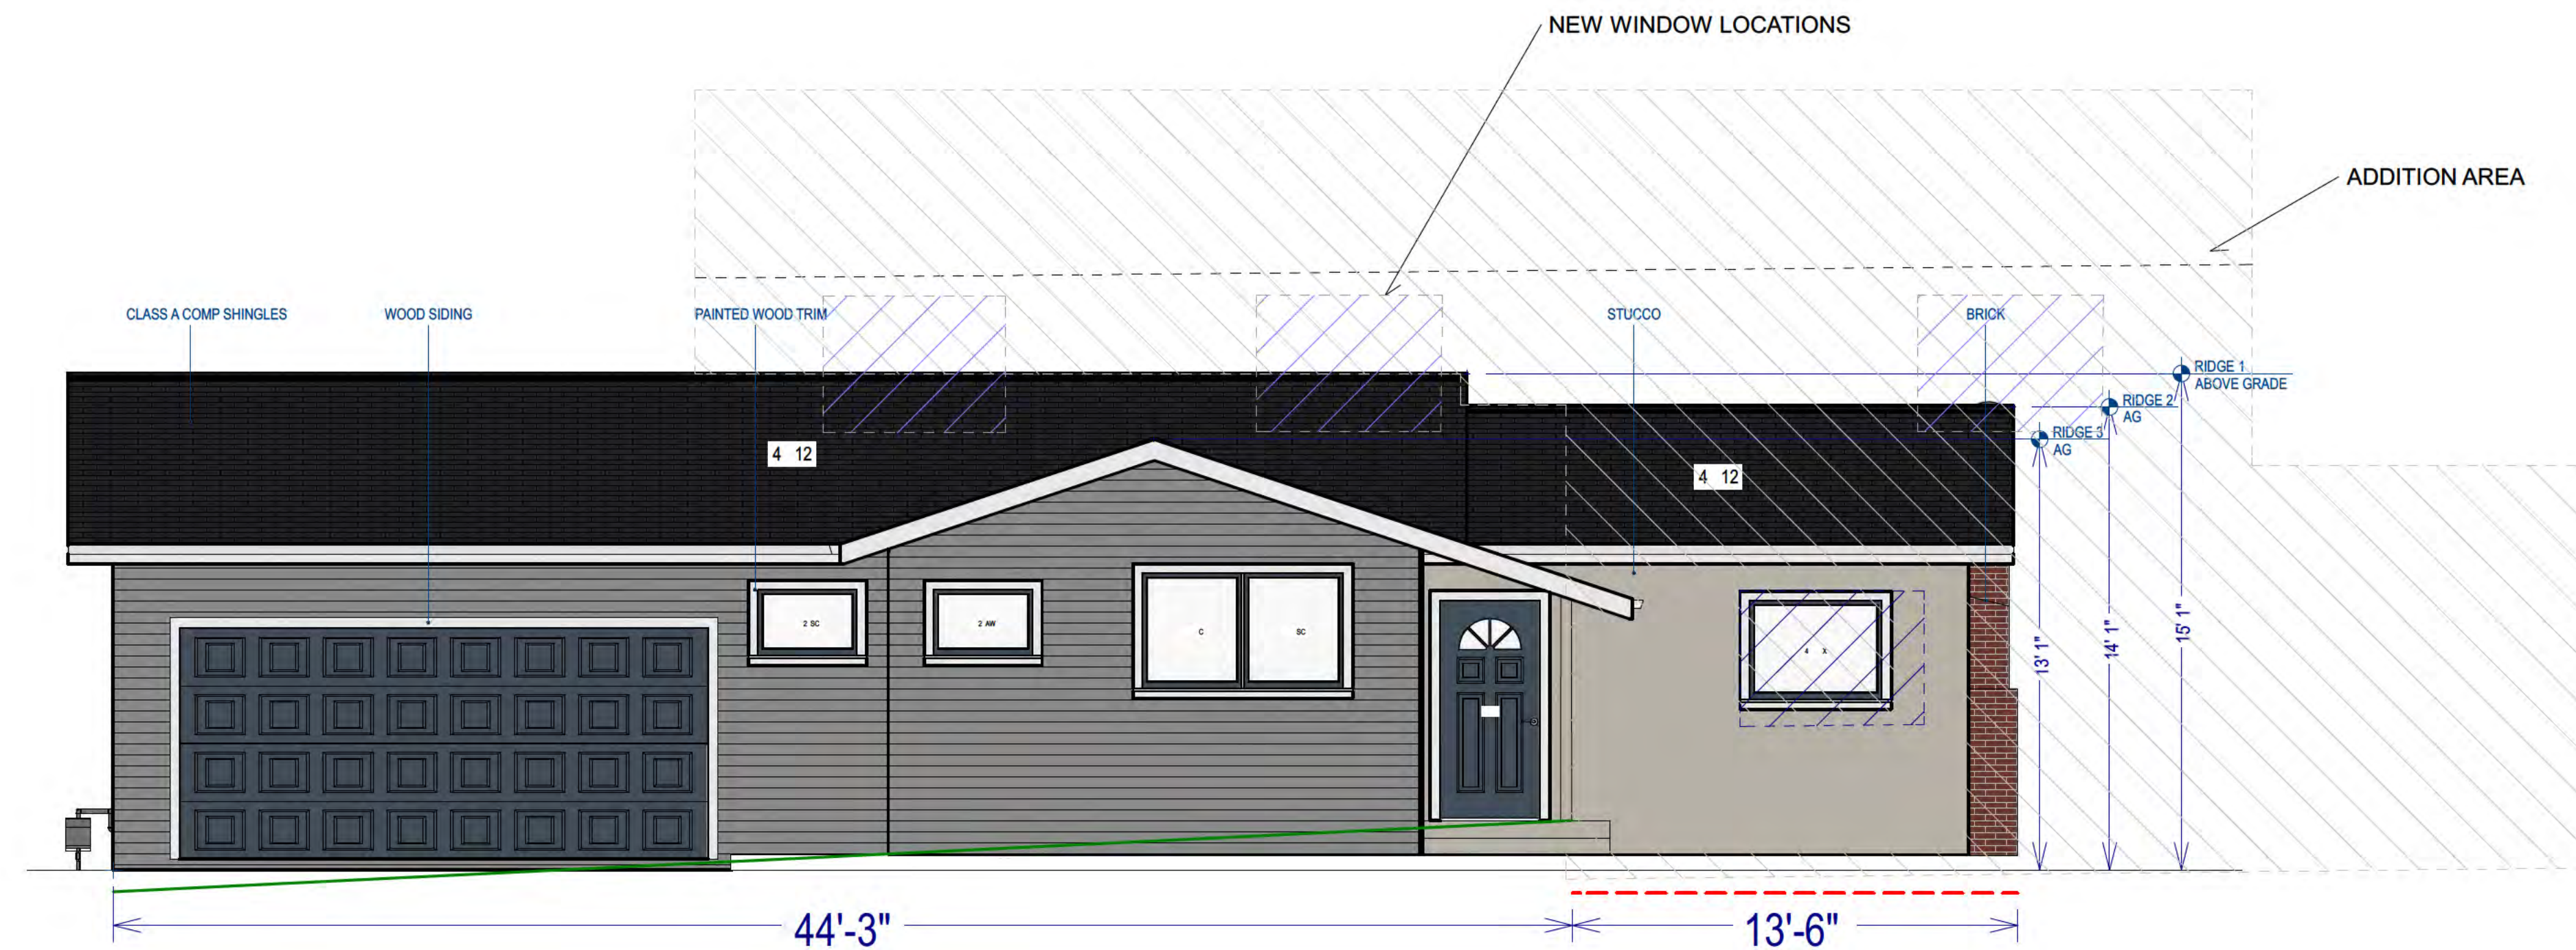 NEW WINDOW LOCATIONS
ADDITION AREA
CLASS A COMP SHINGLES
WOOD SIDING
PAINTED WOOD TRIM
STUCCO
BRICK
RIDGE 1
ABOVE GRADE
RIDGE 2
AG
RIDGE 3
AG
4 12
4 12
2 SC
2 AW
C
SC
4 X
13' 1"
14' 1"
15' 1"
44'-3"
13'-6"